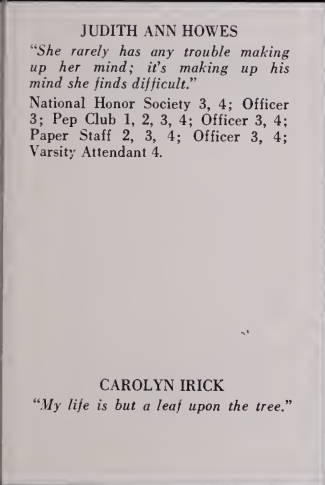 JUDITH ANN HOWES
"She rarely has any trouble making
up her mind; it's making up his
mind she finds difficult."
National Honor Society 3, 4; Officer
3; Pep Club 1, 2, 3, 4; Officer 3, 4;
Paper Staff 2, 3, 4; Officer 3, 4;
Varsity Attendant 4.
CAROLYN IRICK
"My life is but a leaf upon the tree."